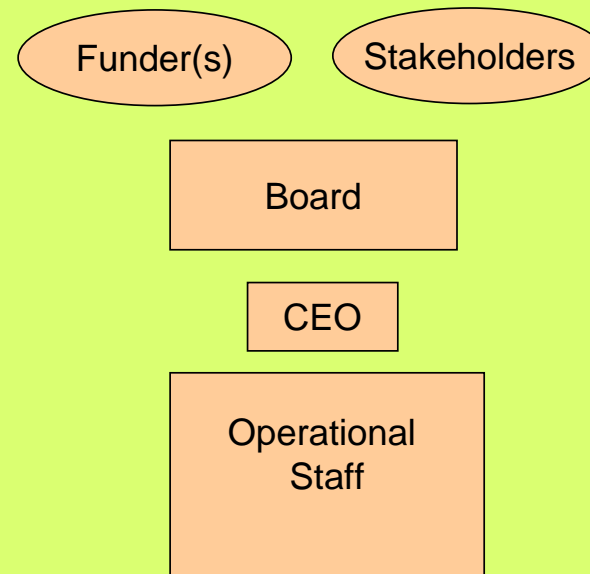 Funder(s)
Stakeholders
Board
CEO
Operational
Staff